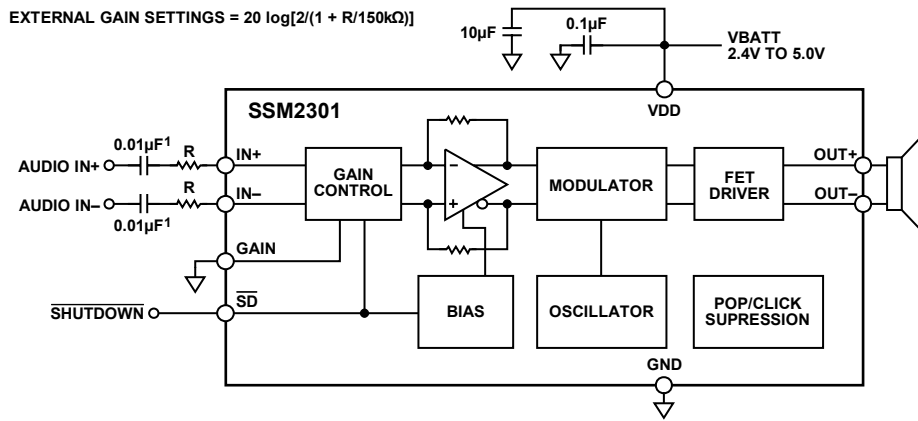 EXTERNAL GAIN SETTINGS = 20 log[2/(1 + R/150kΩ)]
10µF
0.1µF
VBATT
2.4V TO 5.0V
VDD
SSM2301
0.01µF1
R
AUDIO IN+
IN+
AUDIO IN–
R
0.01µF1
IN–
GAIN
CONTROL
–
+
MODULATOR
FET
DRIVER
OUT+
OUT–
GAIN
SHUTDOWN
SD
BIAS
OSCILLATOR
POP/CLICK
SUPRESSION
GND